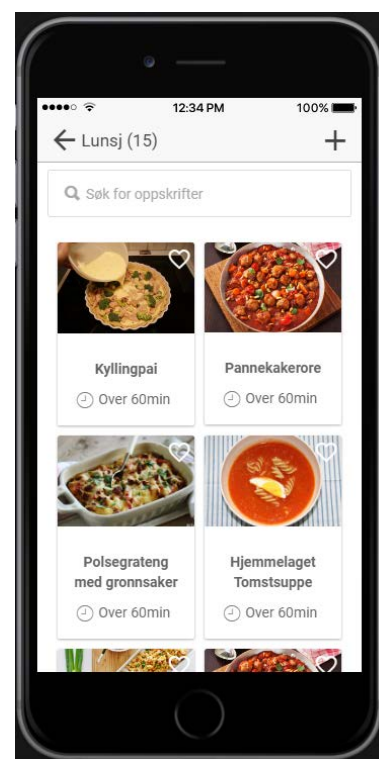 12:34 PM
100%
Lunsj (15)
Søk for oppskrifter
Kyllingpai
Over 60min
Pannekakerore
Over 60min
Polsegrateng
med gronnsaker
Over 60min
Hjemmelaget
Tomstsuppe
Over 60min